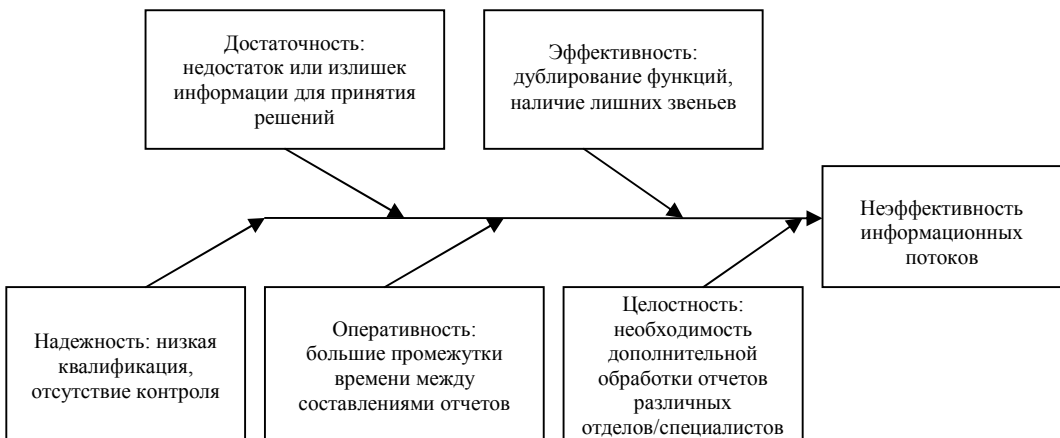 Достаточность:
недостаток или излишек
информации для принятия
решений
Эффективность:
дублирование функций,
наличие лишних звеньев
Неэффективность
информационных
потоков
Надежность: низкая
квалификация,
отсутствие контроля
Оперативность:
большие промежутки
времени между
составлениями отчетов
Целостность:
необходимость
дополнительной
обработки отчетов
различных
отделов/специалистов